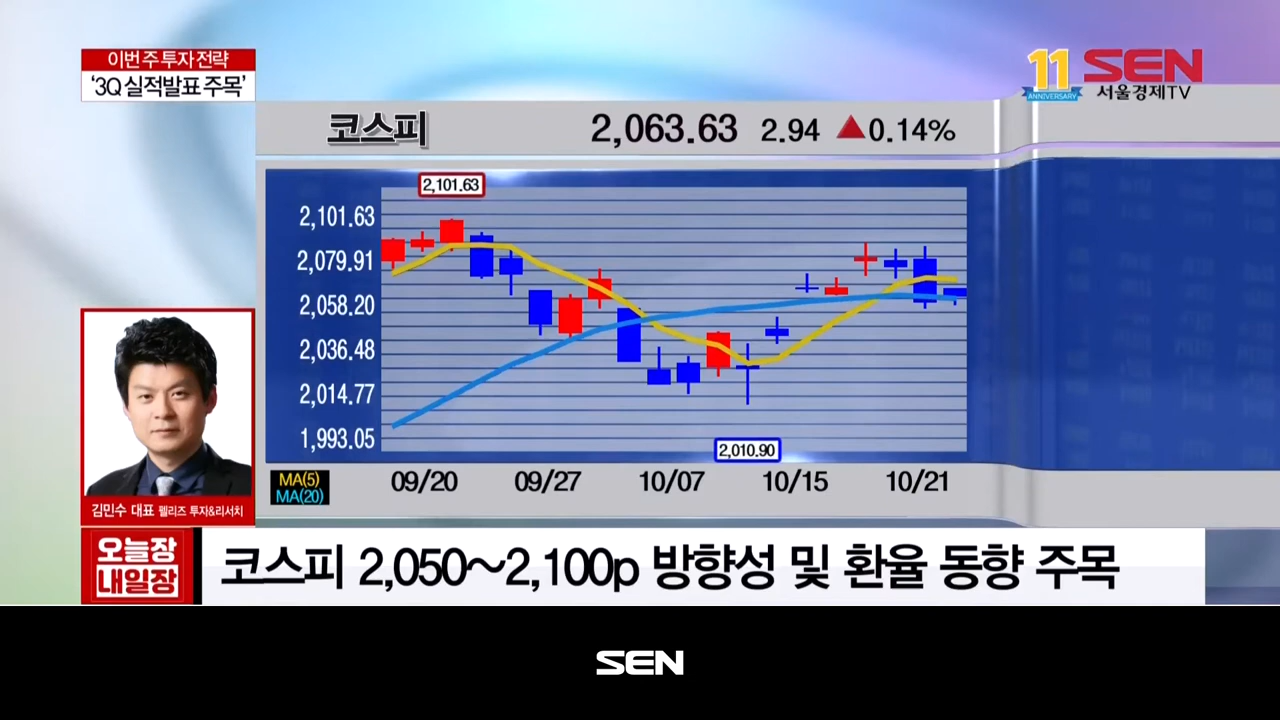 이번 주 투자 전략
‘3Q 실적발표 주목’
11
ANNIVERSARY
SEN
서울경제TV
코스피 2,063.63 2.94 ▲0.14%
2,101.63
2,101.63
2,079.91
2,058.20
2,036.48
2,014.77
1,993.05
2,010.90
MA(5)
MA(20)
09/20 09/27 10/07 10/15 10/21
김민수 대표 펠리즈 투자&리서치
오늘장
내일장
코스피 2,050~2,100p 방향성 및 환율 동향 주목
SEN